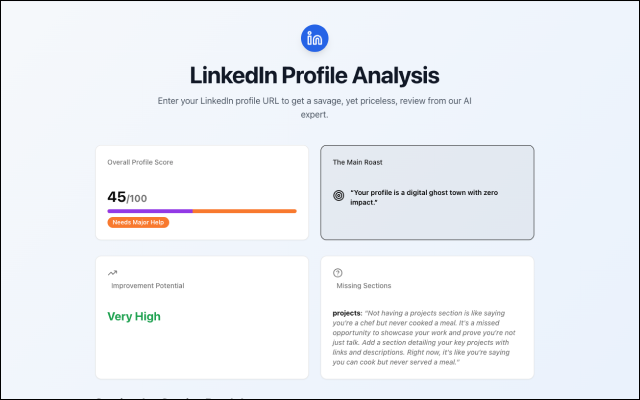 in
LinkedIn Profile Analysis
Enter your LinkedIn profile URL to get a savage, yet priceless, review from our AI
expert.
Overall Profile Score
45/100
Needs Major Help
The Main Roast
"Your profile is a digital ghost town with zero
impact."
Improvement Potential
Very High
Missing Sections
projects: "Not having a projects section is like saying
you're a chef but never cooked a meal. It's a missed
opportunity to showcase your work and prove you're not
just talk. Add a section detailing your key projects with
links and descriptions. Right now, it's like you're saying
you can cook but never served a meal."